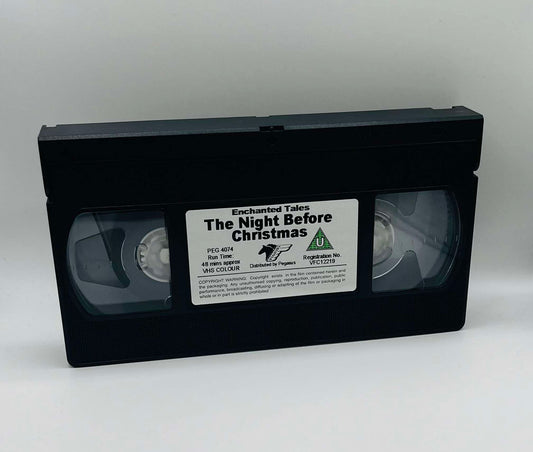 Enchanted Tales
The Night Before
Christmas
PEG 4074
Run Time:
48 mins approx
VHS COLOUR
Distributed by Pegasus
U
Registration No.
VFC12219
COPYRIGHT WARNING: Copyright exists in the film contained herein and
the packaging. Any unauthorised copying, reproduction, publication, public
performance, broadcasting, diffusing or adapting of the film or packaging in
whole or in part is strictly prohibited